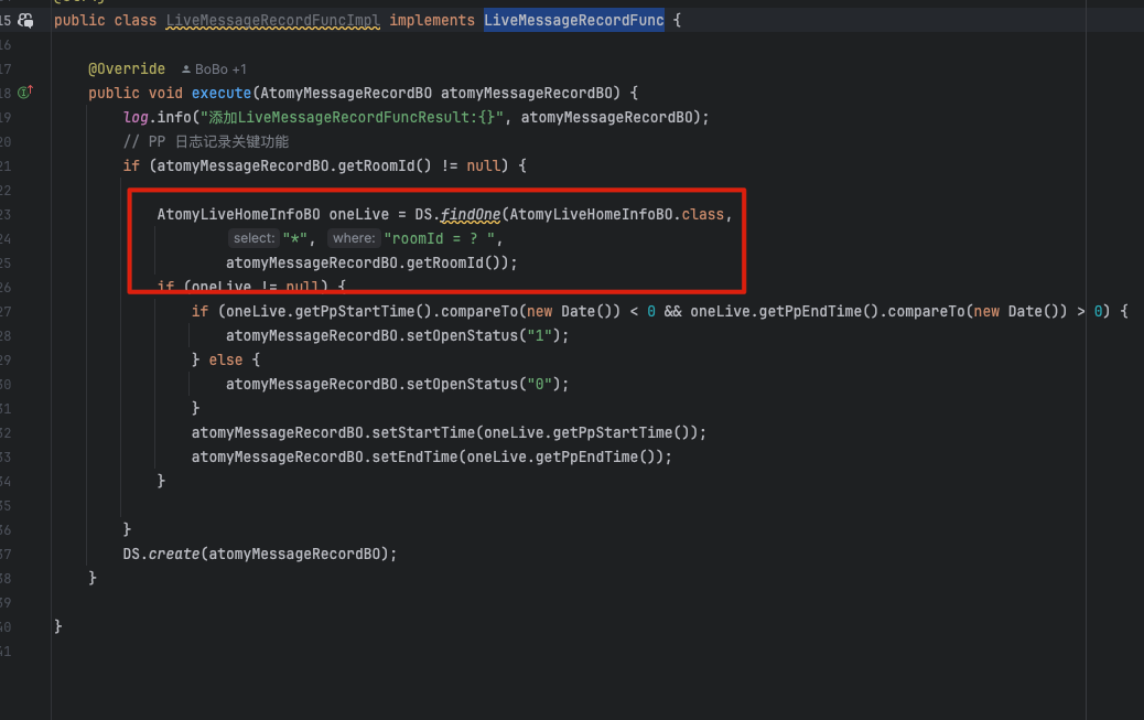 15 public class LiveMessageRecordFuncImpl implements LiveMessageRecordFunc {
16
17 @Override BoBo +1
18 public void execute(AtomyMessageRecordBO atomyMessageRecordBO) {
19 log.info("添加LiveMessageRecordFuncResult:{}", atomyMessageRecordBO);
20 // PP 日志记录关键功能
21 if (atomyMessageRecordBO.getRoomId() != null) {
22
23 AtomyLiveHomeInfoBO oneLive = DS.findOne(AtomyLiveHomeInfoBO.class,
24 select: "*", where: "roomId = ? ",
25 atomyMessageRecordBO.getRoomId());
26 if (oneLive != null) {
27 if (oneLive.getPpStartTime().compareTo(new Date()) < 0 && oneLive.getPpEndTime().compareTo(new Date()) > 0) {
28 atomyMessageRecordBO.setOpenStatus("1");
29 } else {
30 atomyMessageRecordBO.setOpenStatus("0");
31 }
32 atomyMessageRecordBO.setStartTime(oneLive.getPpStartTime());
33 atomyMessageRecordBO.setEndTime(oneLive.getPpEndTime());
34 }
35
36 }
37 DS.create(atomyMessageRecordBO);
38 }
39
40 }
41